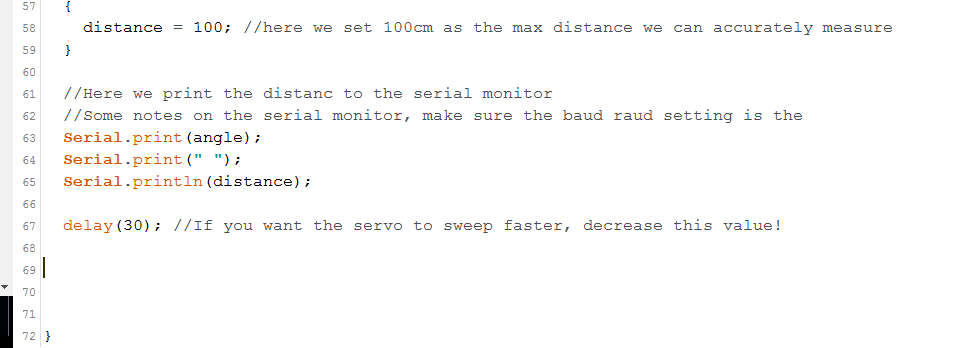 57 {
58 distance = 100; //here we set 100cm as the max distance we can accurately measure
59 }
60
61 //Here we print the distanc to the serial monitor
62 //Some notes on the serial monitor, make sure the baud raud setting is the
63 Serial.print(angle);
64 Serial.print(" ");
65 Serial.println(distance);
66
67 delay(30); //If you want the servo to sweep faster, decrease this value!
68
69
70
71
72 }